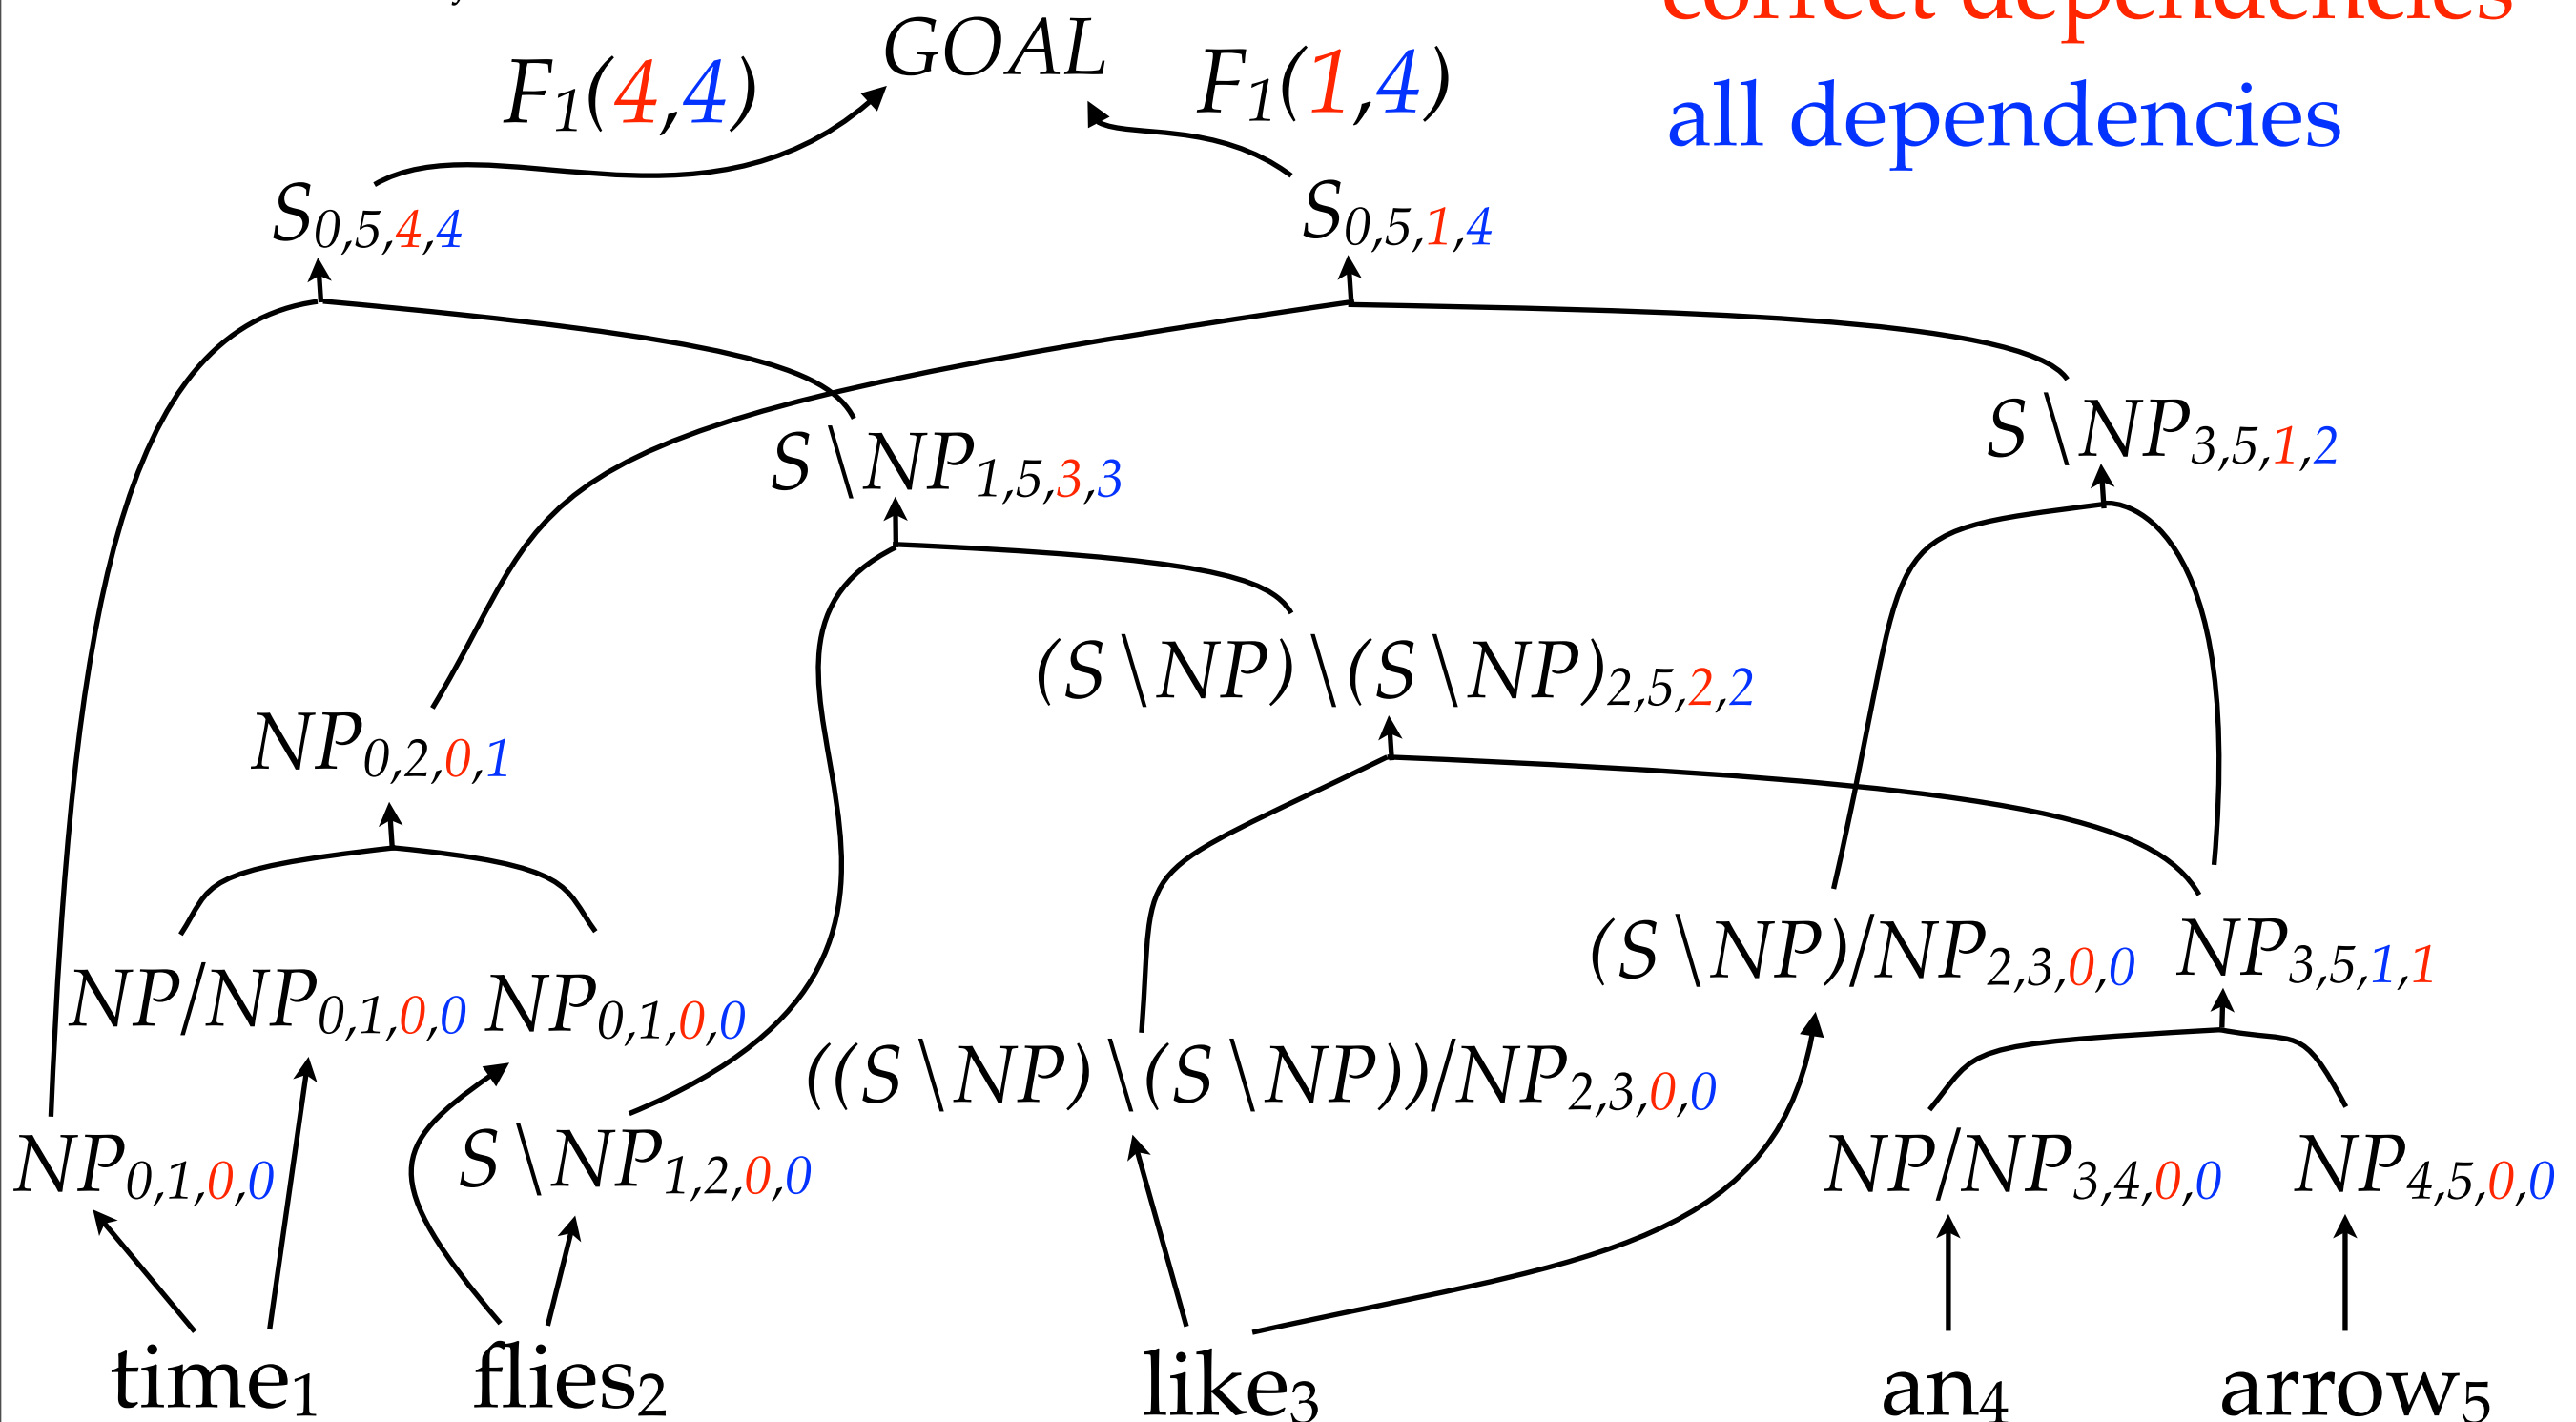 correct dependencies
GOAL
F1(4,4)
F1(1,4)
all dependencies
S0,5,4,4
S0,5,1,4
S\NP3,5,1,2
S\NP1,5,3,3
(S\NP)\(S\NP)2,5,2,2
NP0,2,0,1
(S\NP)/NP2,3,0,0
NP3,5,1,1
NP/NP0,1,0,0
NP0,1,0,0
((S\NP)\(S\NP))/NP2,3,0,0
NP0,1,0,0
S\NP1,2,0,0
NP/NP3,4,0,0
NP4,5,0,0
time1 flies2 like3 an4 arrow5